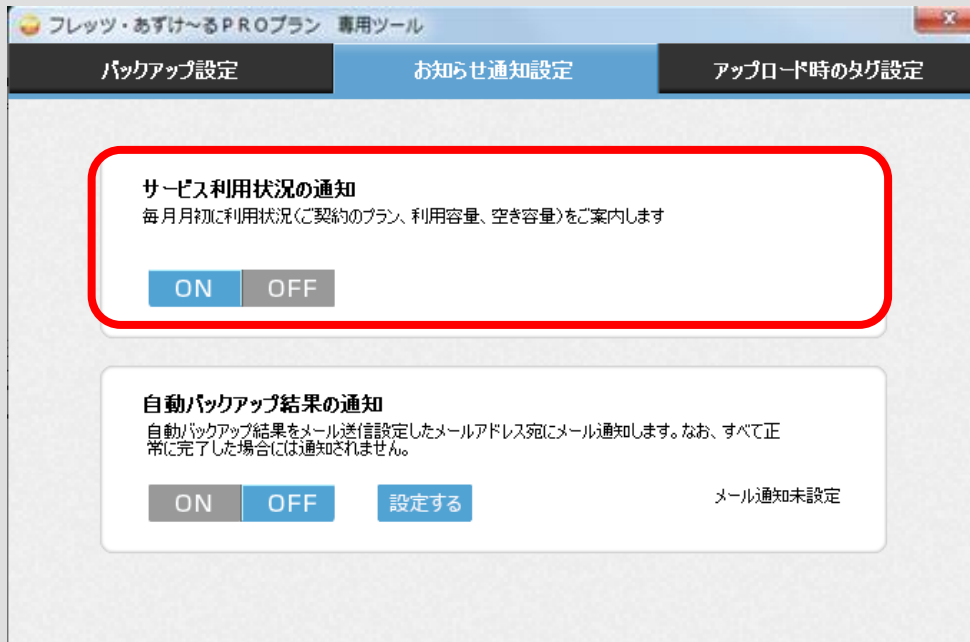 フレッツ・あずけ～るＰＲＯプラン 専用ツール
バックアップ設定
お知らせ通知設定
アップロード時のタグ設定
サービス利用状況の通知
毎月月初に利用状況(ご契約のプラン、利用容量、空き容量)をご案内します
ON
OFF
自動バックアップ結果の通知
自動バックアップ結果をメール送信設定したメールアドレス宛にメール通知します。なお、すべて正
常に完了した場合には通知されません。
ON
OFF
設定する
メール通知未設定